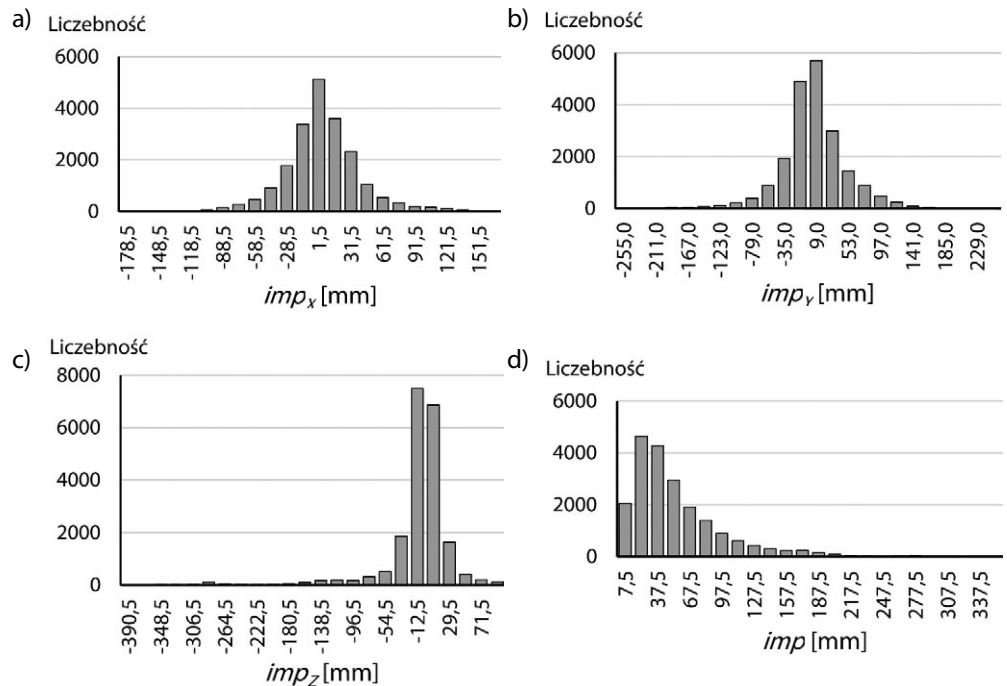 a) Liczebność
6000
4000
2000
0
-178,5 -148,5 -118,5 -88,5 -58,5 -28,5 1,5 31,5 61,5 91,5 121,5 151,5
imp_X [mm]
b) Liczebność
6000
4000
2000
0
-255,0 -211,0 -167,0 -123,0 -79,0 -35,0 9,0 53,0 97,0 141,0 185,0 229,0
imp_Y [mm]
c) Liczebność
8000
6000
4000
2000
0
-390,5 -348,5 -306,5 -264,5 -222,5 -180,5 -138,5 -96,5 -54,5 -12,5 29,5 71,5
imp_Z [mm]
d) Liczebność
6000
4000
2000
0
7,5 37,5 67,5 97,5 127,5 157,5 187,5 217,5 247,5 277,5 307,5 337,5
imp [mm]